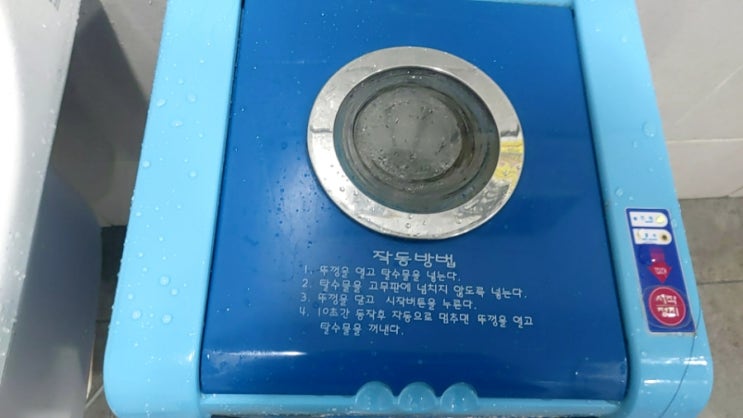 작동방법
1. 뚜껑을 열고 탈수물을 넣는다.
2. 탈수물을 고무판에 넘치지 않도록 넣는다.
3. 뚜껑을 닫고 시작버튼을 누른다.
4. 10초간 동작후 자동으로 멈추면 뚜껑을 열고
탈수물을 꺼낸다.
시작
정지